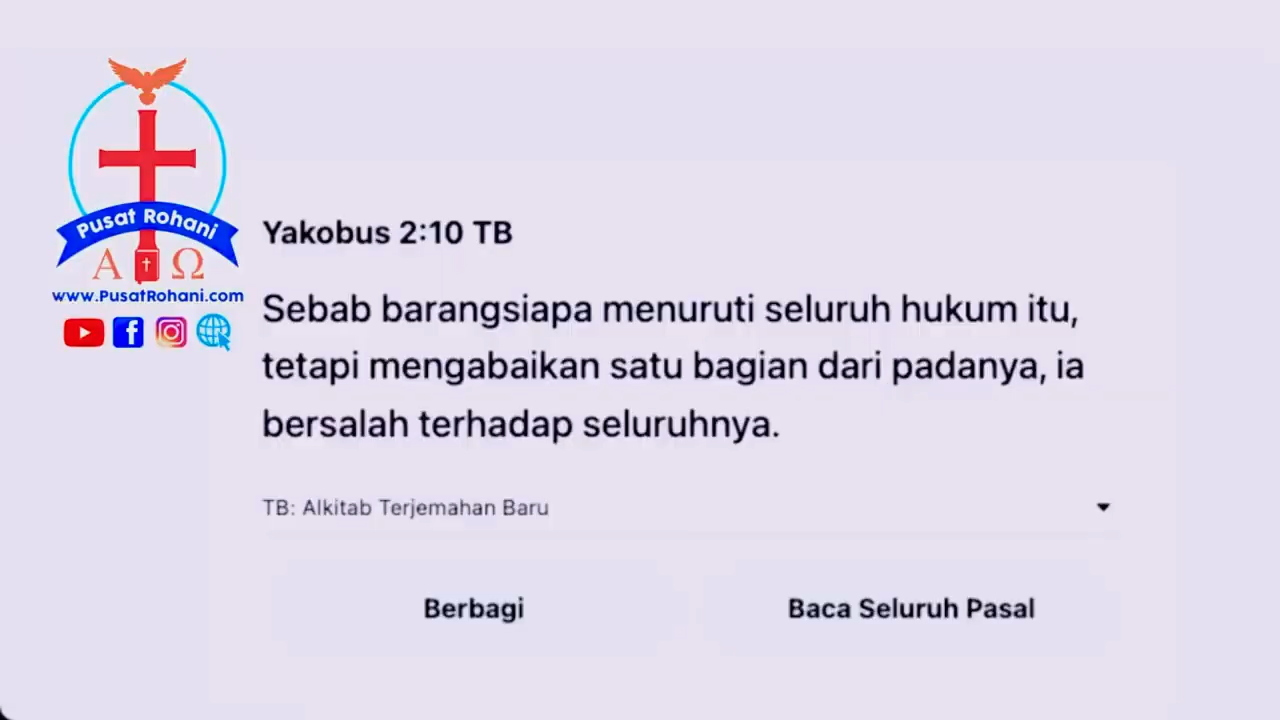 Pusat Rohani
Α Ω
www.PusatRohani.com
Yakobus 2:10 TB
Sebab barangsiapa menuruti seluruh hukum itu,
tetapi mengabaikan satu bagian dari padanya, ia
bersalah terhadap seluruhnya.
TB: Alkitab Terjemahan Baru
Berbagi
Baca Seluruh Pasal